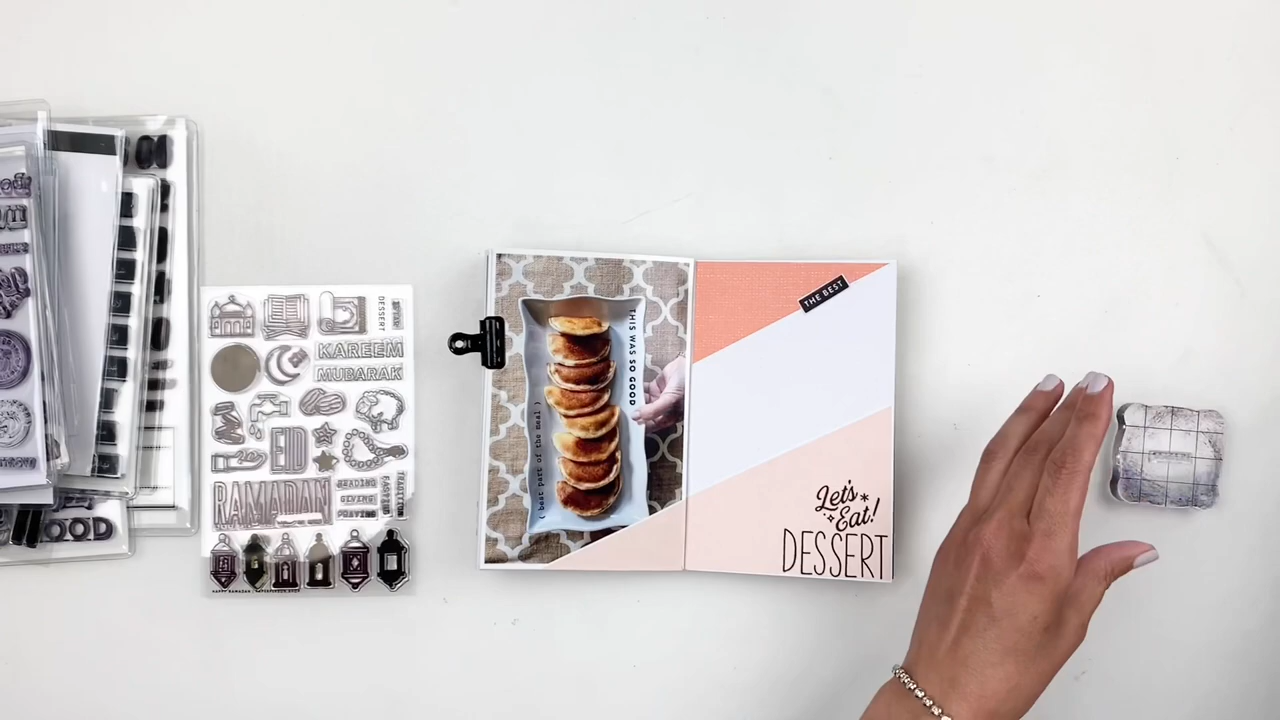 DESSERT
KAREEM
MUBARAK
EID
RAMADAN
READING
GIVING
PRAYING
FASTING
TRADITION
OOD
THIS WAS SO GOOD
( best part of the meal )
THE BEST
Let's
Eat!
DESSERT